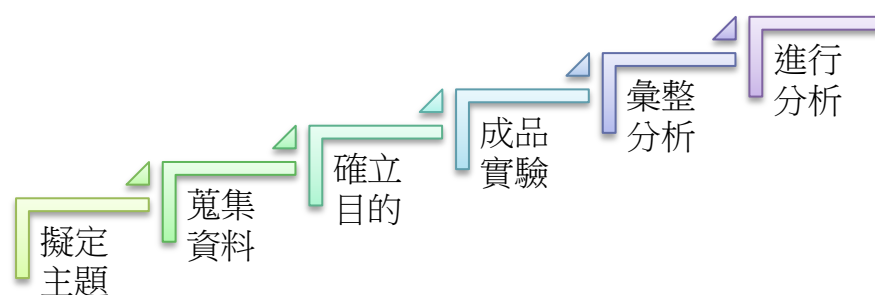 擬定
主題
蒐集
資料
確立
目的
成品
實驗
彙整
分析
進行
分析